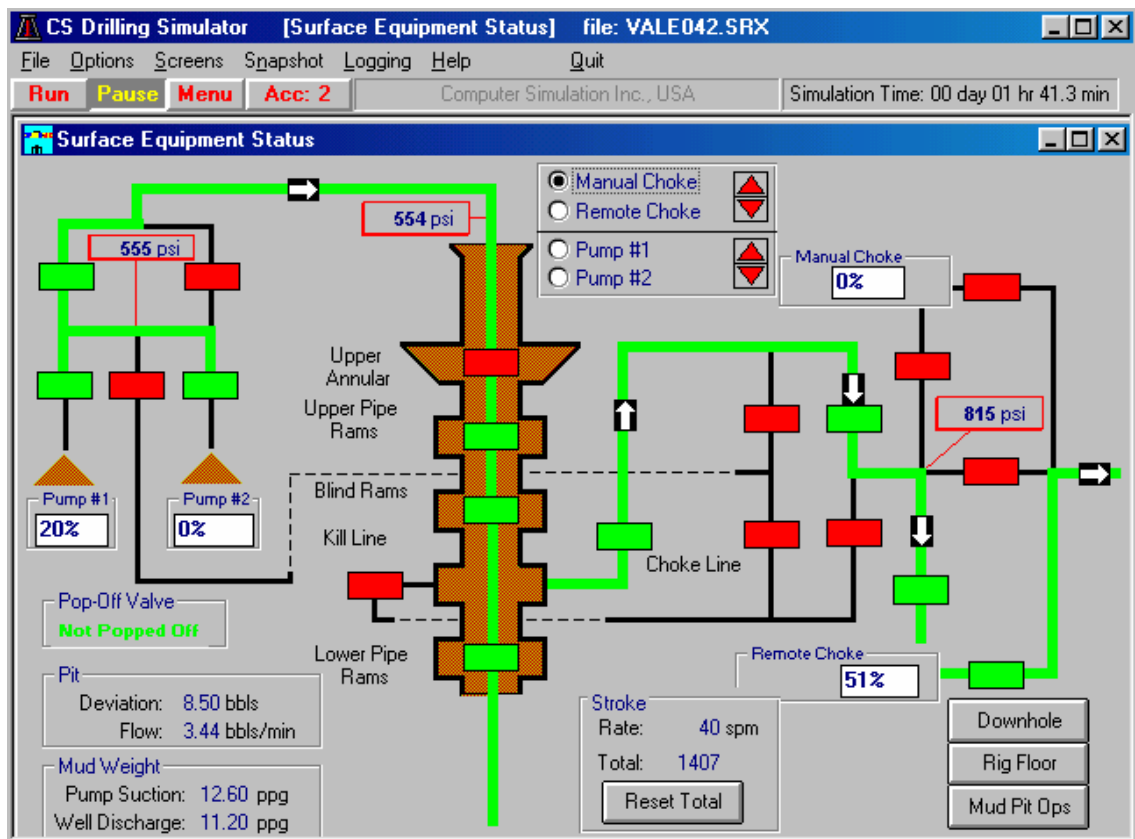 CS Drilling Simulator [Surface Equipment Status] file: VALE042.SRX
File Options Screens Snapshot Logging Help Quit
Run Pause Menu Acc: 2 Computer Simulation Inc., USA Simulation Time: 00 day 01 hr 41.3 min
Surface Equipment Status
Manual Choke
Remote Choke
Pump #1
Pump #2
554 psi
555 psi
Manual Choke
0%
Upper
Annular
Upper Pipe
Rams
815 psi
Blind Rams
Kill Line
Choke Line
Pump #1
20%
Pump #2
0%
Pop-Off Valve
Not Popped Off
Lower Pipe
Rams
Remote Choke
51%
Pit
Deviation: 8.50 bbls
Flow: 3.44 bbls/min
Stroke
Rate: 40 spm
Total: 1407
Reset Total
Mud Weight
Pump Suction: 12.60 ppg
Well Discharge: 11.20 ppg
Downhole
Rig Floor
Mud Pit Ops